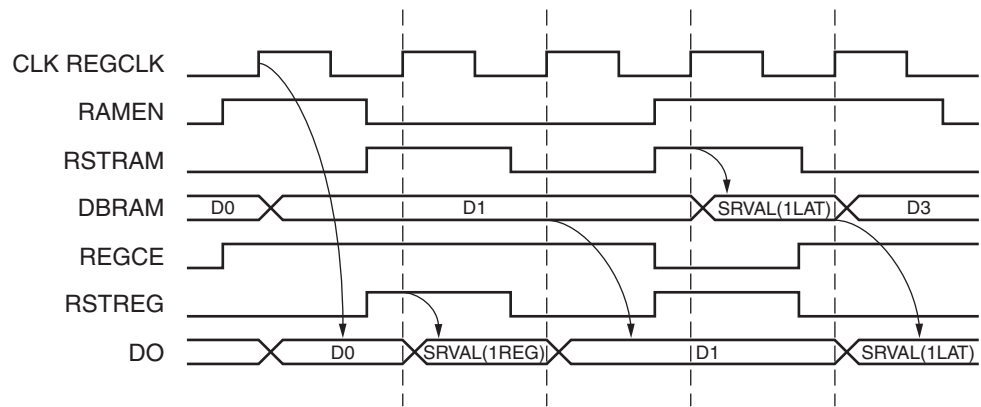 CLK REGCLK
RAMEN
RSTRAM
DBRAM D0 D1 SRVAL(1LAT) D3
REGCE
RSTREG
DO D0 SRVAL(1REG) D1 SRVAL(1LAT)